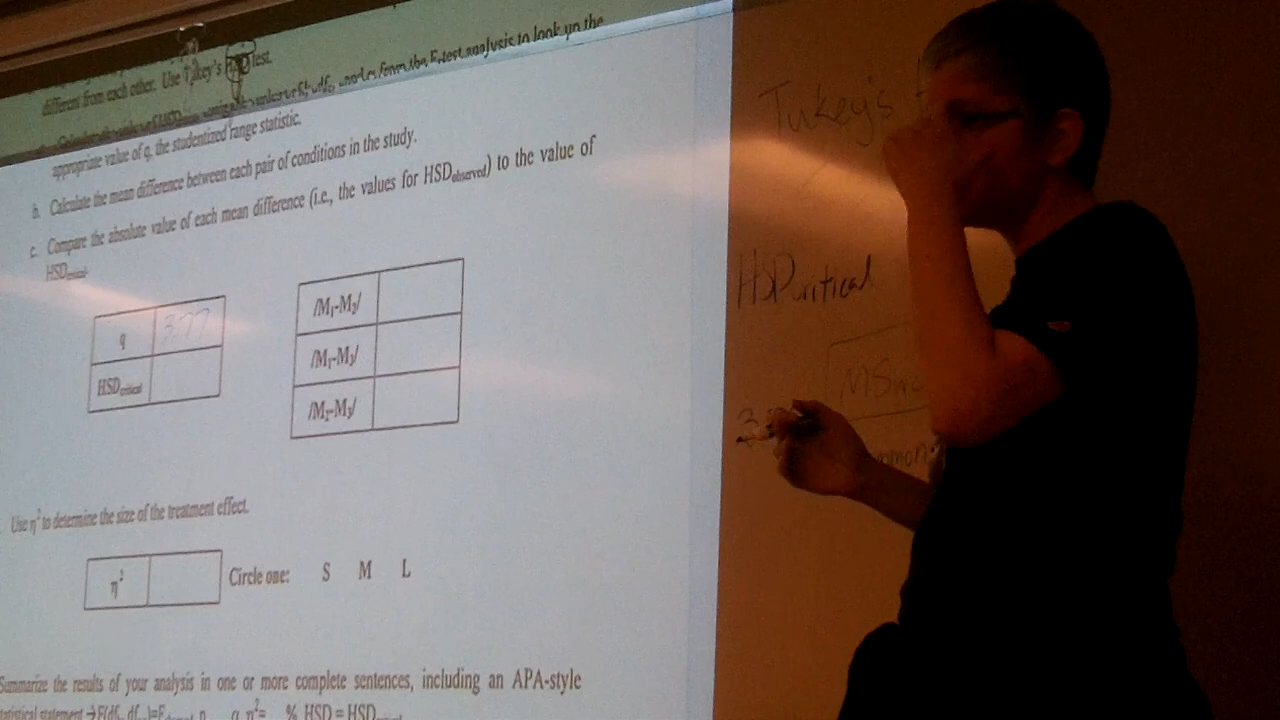 different from each other. Use Tukey's HSD test.
appropriate value of q, the studentized range statistic.
b. Calculate the mean difference between each pair of conditions in the study.
c. Compare the absolute value of each mean difference (i.e., the values for HSDobserved) to the value of
HSDcritical.
q 3.77
HSDcritical
/M1-M2/
/M1-M3/
/M2-M3/
Use η² to determine the size of the treatment effect.
η² Circle one: S M L
Summarize the results of your analysis in one or more complete sentences, including an APA-style
Tukey's
HSDcritical
MSwc